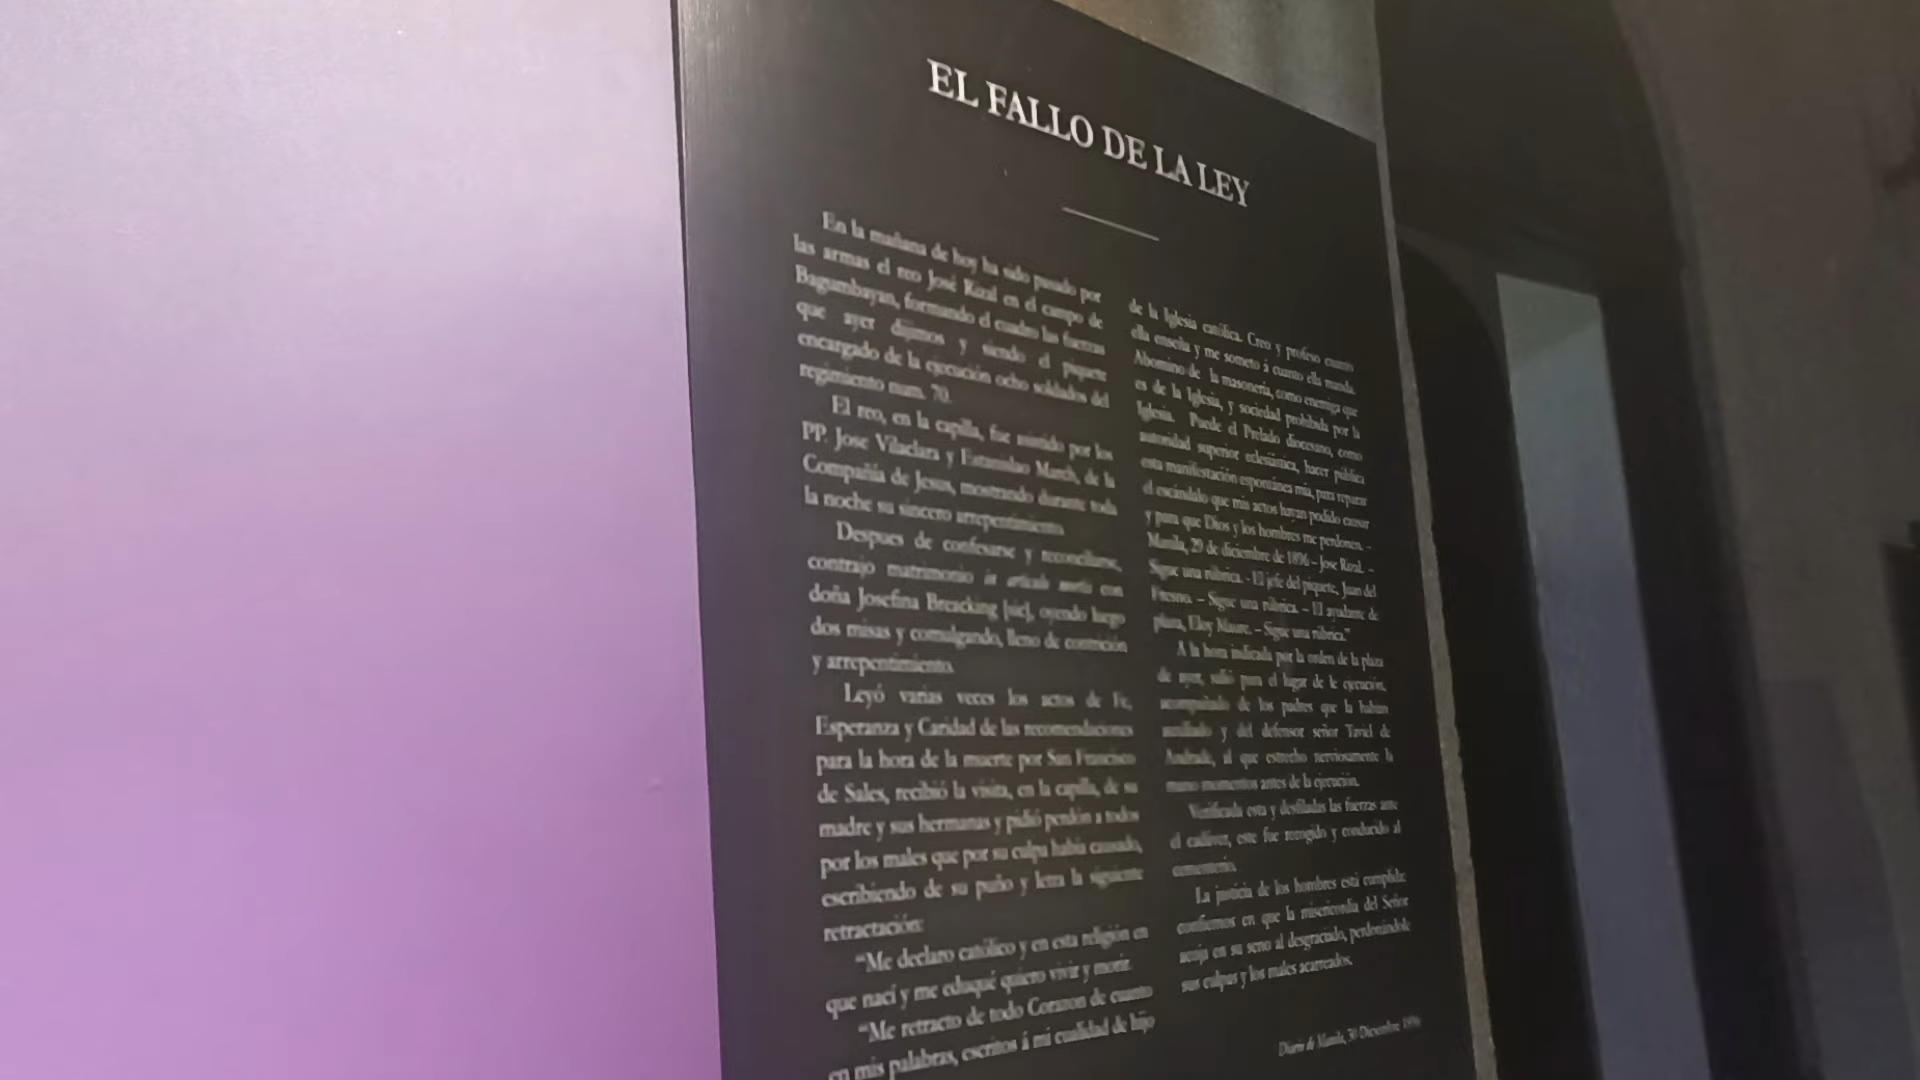 EL FALLO DE LA LEY
En la mañana de hoy ha sido pasado por
las armas el reo José Rizal en el campo de
Bagumbayan, formando el cuadro las fuerzas
que ayer dijimos y siendo el piquete
encargado de la ejecución ocho soldados del
regimiento num. 70.
El reo, en la capilla, fue asistido por los
PP. Jose Vilaclara y Estanislao March, de la
Compañía de Jesus, mostrando durante toda
la noche su sincero arrepentimiento.
Despues de confesarse y reconciliarse,
contrajo matrimonio in articulo mortis con
doña Josefina Breacking [sic], oyendo luego
dos misas y comulgando, lleno de contrición
y arrepentimiento.
Leyó varias veces los actos de Fe,
Esperanza y Caridad de las recomendaciones
para la hora de la muerte por San Francisco
de Sales, recibió la visita, en la capilla, de su
madre y sus hermanas y pidió perdón a todos
por los males que por su culpa había causado,
escribiendo de su puño y letra la siguiente
retractación:
“Me declaro católico y en esta religión en
que nací y me eduqué quiero vivir y morir.
“Me retracto de todo Corazon de cuanto
en mis palabras, escritos á mi cualidad de hijo
de la Iglesia católica. Creo y profeso cuanto
ella enseña y me someto á cuanto ella manda.
Abomino de la masonería, como enemiga que
es de la Iglesia, y sociedad prohibida por la
Iglesia. Puede el Prelado diocesano, como
autoridad superior eclesiástica, hacer pública
esta manifestación espontánea mía, para reparar
el escándalo que mis actos hayan podido causar
y para que Dios y los hombres me perdonen. –
Manila, 29 de diciembre de 1896 – Jose Rizal. –
Sigue una rúbrica. - El jefe del piquete, Juan del
Fresno. – Sigue una rúbrica. – El ayudante de
plaza, Eloy Maure. – Sigue una rúbrica.”
A la hora indicada por la orden de la plaza
de ayer, salió para el lugar de le ejecución,
acompañado de los padres que la habían
auxiliado y del defensor señor Taviel de
Andrade, al que estrecho nerviosamente la
mano momentos antes de la ejecución.
Verificada esta y desfiladas las fuerzas ante
el cadáver, este fue recogido y conducido al
cementerio.
La justicia de los hombres está cumplida:
confiemos en que la misericordia del Señor
acoja en su seno al desgraciado, perdonándole
sus culpas y los males acarreados.
Diario de Manila, 30 Diciembre 1896